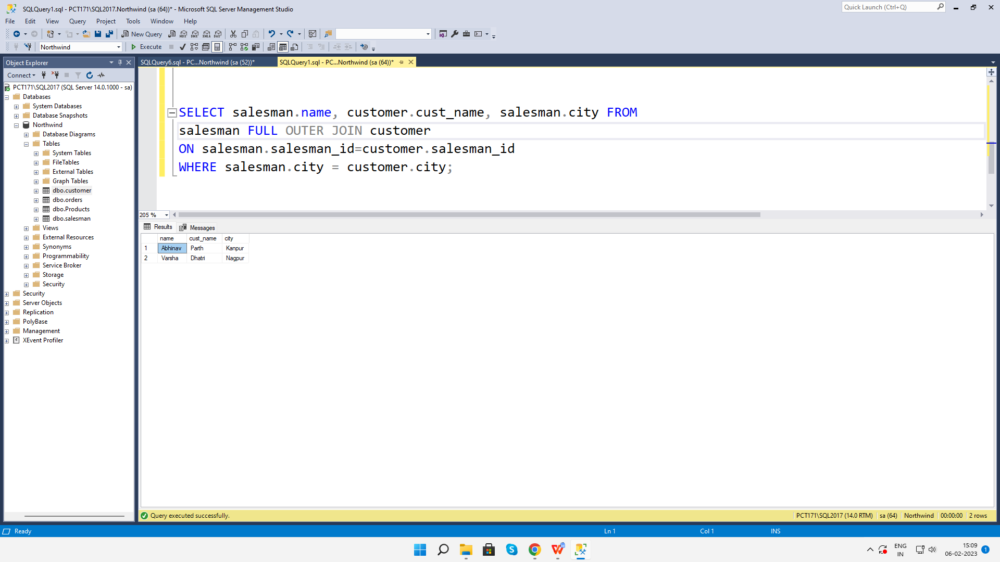 SQLQuery1.sql - PCT171\SQL2017.Northwind (sa (64))* - Microsoft SQL Server Management Studio
Quick Launch (Ctrl+Q)
File Edit View Query Project Tools Window Help
New Query
MDX DMX XMLA DAX
Northwind
Execute
Object Explorer
SQLQuery6.sql - PC...Northwind (sa (52))*
SQLQuery1.sql - PC...Northwind (sa (64))*
Connect
PCT171\SQL2017 (SQL Server 14.0.1000 - sa)
Databases
System Databases
Database Snapshots
Northwind
Database Diagrams
Tables
System Tables
FileTables
External Tables
Graph Tables
dbo.customer
dbo.orders
dbo.Products
dbo.salesman
Views
External Resources
Synonyms
Programmability
Service Broker
Storage
Security
Security
Server Objects
Replication
PolyBase
Management
XEvent Profiler
SELECT salesman.name, customer.cust_name, salesman.city FROM
salesman FULL OUTER JOIN customer
ON salesman.salesman_id=customer.salesman_id
WHERE salesman.city = customer.city;
205 %
Results Messages
name cust_name city
1 Abhinav Parth Kanpur
2 Varsha Dhatri Nagpur
Query executed successfully.
PCT171\SQL2017 (14.0 RTM) sa (64) Northwind 00:00:00 2 rows
Ready
Ln 1 Col 1 INS
ENG
IN
15:09
06-02-2023
1